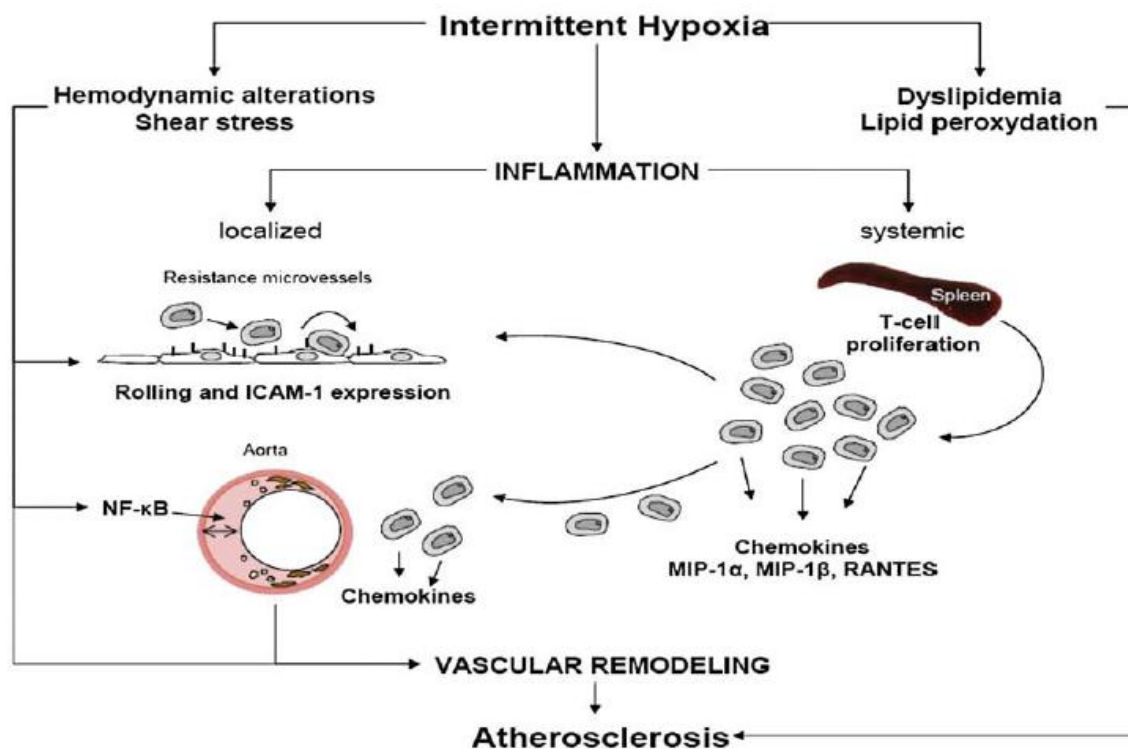 Intermittent Hypoxia
Hemodynamic alterations
Shear stress
Dyslipidemia
Lipid peroxydation
INFLAMMATION
localized
systemic
Resistance microvessels
Spleen
T-cell
proliferation
Rolling and ICAM-1 expression
Aorta
NF-κB
Chemokines
MIP-1α, MIP-1β, RANTES
Chemokines
VASCULAR REMODELING
Atherosclerosis